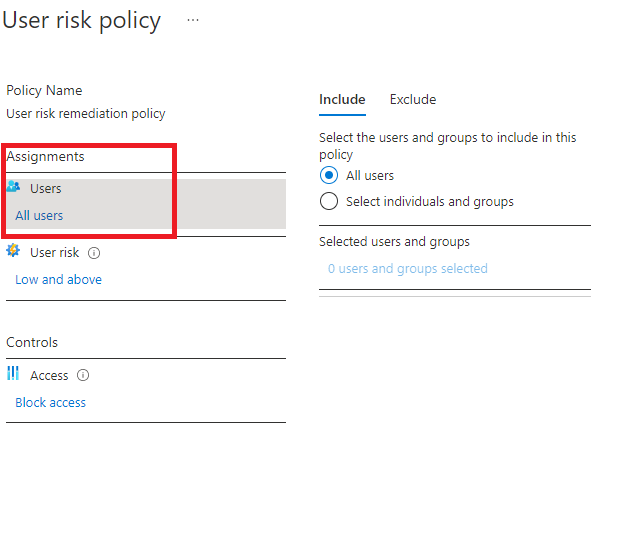 User risk policy ...
Policy Name
User risk remediation policy
Assignments
Users
All users
User risk
Low and above
Controls
Access
Block access
Include Exclude
Select the users and groups to include in this
policy
All users
Select individuals and groups
Selected users and groups
0 users and groups selected